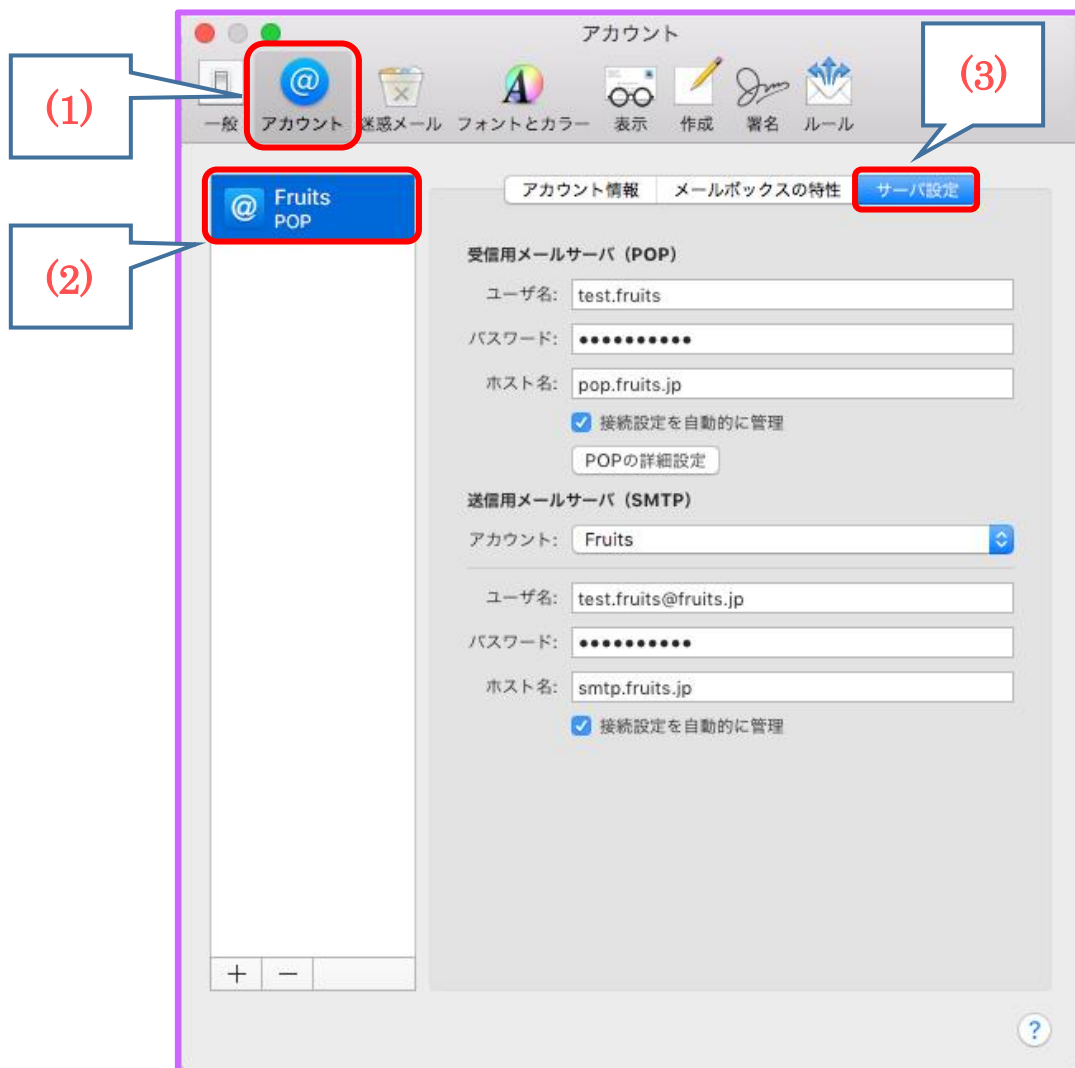 アカウント
(1)
(3)
一般 アカウント 迷惑メール フォントとカラー 表示 作成 署名 ルール
Fruits
POP
アカウント情報 メールボックスの特性 サーバ設定
(2)
受信用メールサーバ（POP）
ユーザ名: test.fruits
パスワード: ●●●●●●●●●●
ホスト名: pop.fruits.jp
接続設定を自動的に管理
POPの詳細設定
送信用メールサーバ（SMTP）
アカウント: Fruits
ユーザ名: test.fruits@fruits.jp
パスワード: ●●●●●●●●●●
ホスト名: smtp.fruits.jp
接続設定を自動的に管理
+ −
?